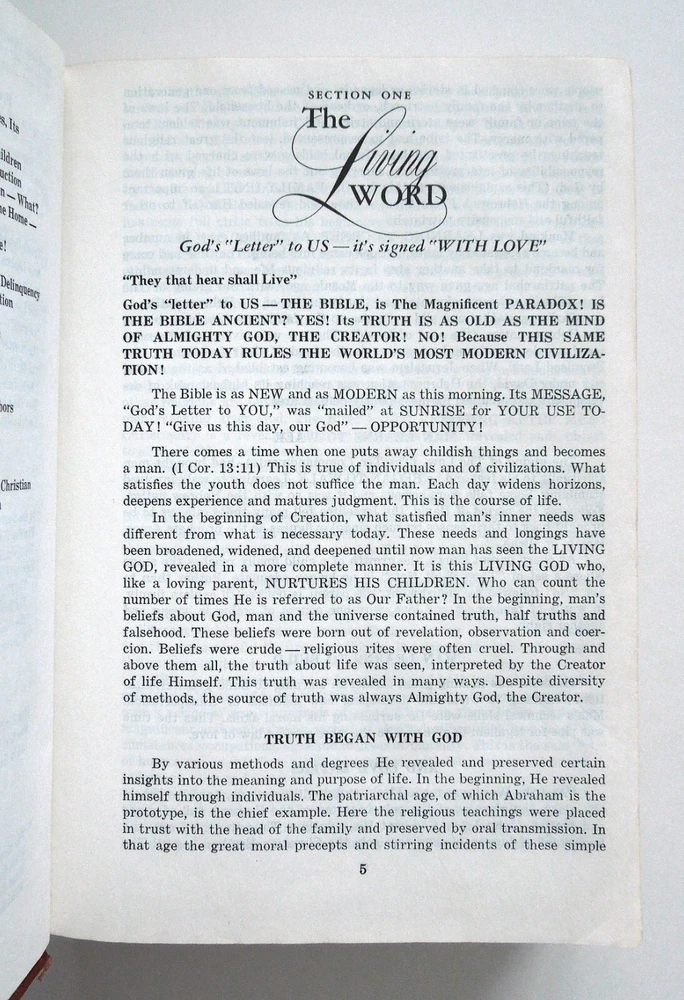 s, Its
ildren
uction
n — What?
e Home —
e!
Delinquency
tion
bors
Christian
SECTION ONE
The
Living
WORD
God's "Letter" to US — it's signed "WITH LOVE"
"They that hear shall Live".
God's "letter" to US — THE BIBLE, is The Magnificent PARADOX! IS
THE BIBLE ANCIENT? YES! Its TRUTH IS AS OLD AS THE MIND
OF ALMIGHTY GOD, THE CREATOR! NO! Because THIS SAME
TRUTH TODAY RULES THE WORLD'S MOST MODERN CIVILIZA-
TION!
The Bible is as NEW and as MODERN as this morning. Its MESSAGE,
"God's Letter to YOU," was "mailed" at SUNRISE for YOUR USE TO-
DAY! "Give us this day, our God" — OPPORTUNITY!
There comes a time when one puts away childish things and becomes
a man. (I Cor. 13:11) This is true of individuals and of civilizations. What
satisfies the youth does not suffice the man. Each day widens horizons,
deepens experience and matures judgment. This is the course of life.
In the beginning of Creation, what satisfied man's inner needs was
different from what is necessary today. These needs and longings have
been broadened, widened, and deepened until now man has seen the LIVING
GOD, revealed in a more complete manner. It is this LIVING GOD who,
like a loving parent, NURTURES HIS CHILDREN. Who can count the
number of times He is referred to as Our Father? In the beginning, man's
beliefs about God, man and the universe contained truth, half truths and
falsehood. These beliefs were born out of revelation, observation and coer-
cion. Beliefs were crude — religious rites were often cruel. Through and
above them all, the truth about life was seen, interpreted by the Creator
of life Himself. This truth was revealed in many ways. Despite diversity
of methods, the source of truth was always Almighty God, the Creator.
TRUTH BEGAN WITH GOD
By various methods and degrees He revealed and preserved certain
insights into the meaning and purpose of life. In the beginning, He revealed
himself through individuals. The patriarchal age, of which Abraham is the
prototype, is the chief example. Here the religious teachings were placed
in trust with the head of the family and preserved by oral transmission. In
that age the great moral precepts and stirring incidents of these simple
5